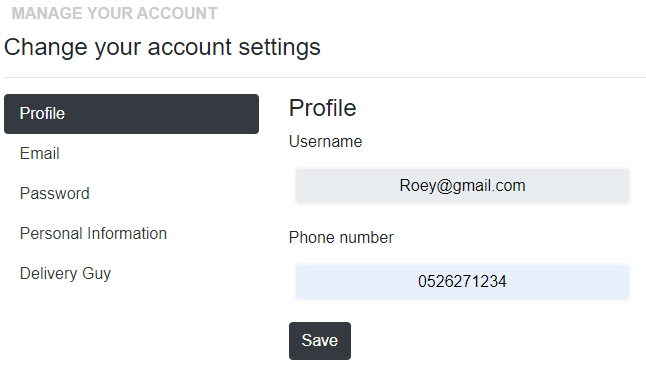 MANAGE YOUR ACCOUNT
Change your account settings
Profile
Email
Password
Personal Information
Delivery Guy
Profile
Username
Roey@gmail.com
Phone number
0526271234
Save